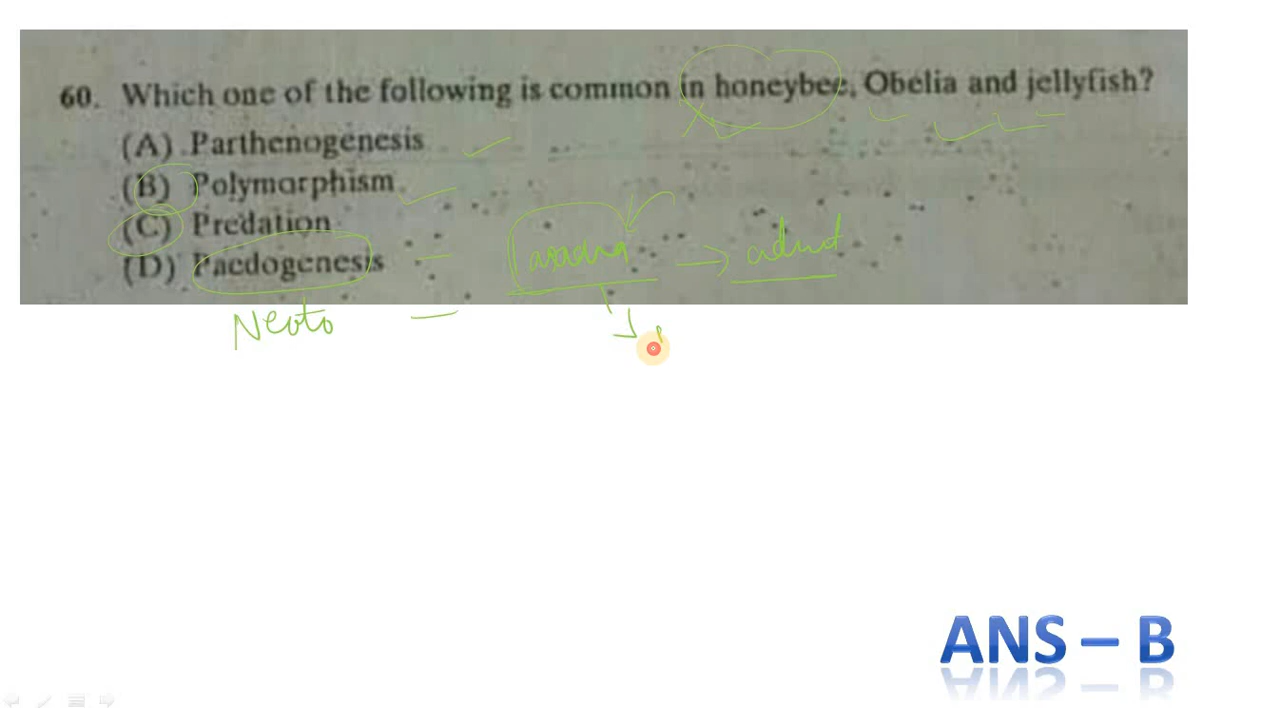 60. Which one of the following is common in honeybee, Obelia and jellyfish?
(A) Parthenogenesis
(B) Polymorphism
(C) Predation
(D) Paedogenesis
adult
Neoto
ANS – B